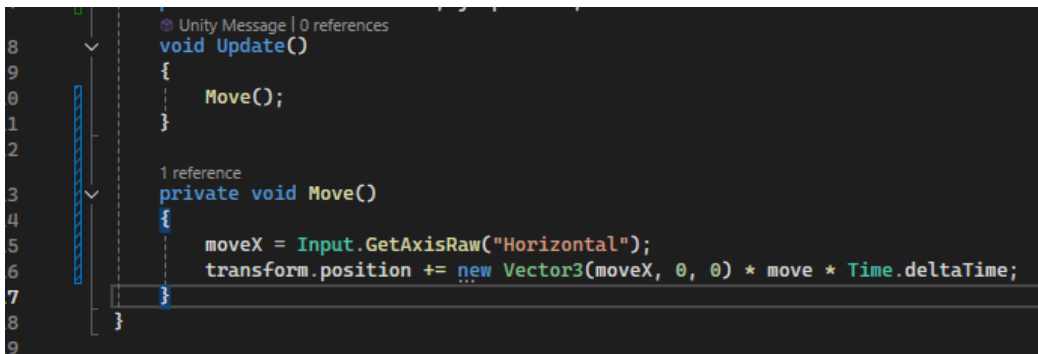 Unity Message | 0 references
8 void Update()
9 {
0 Move();
1 }
2
1 reference
3 private void Move()
4 {
5 moveX = Input.GetAxisRaw("Horizontal");
6 transform.position += new Vector3(moveX, 0, 0) * move * Time.deltaTime;
7 }
8 }
9